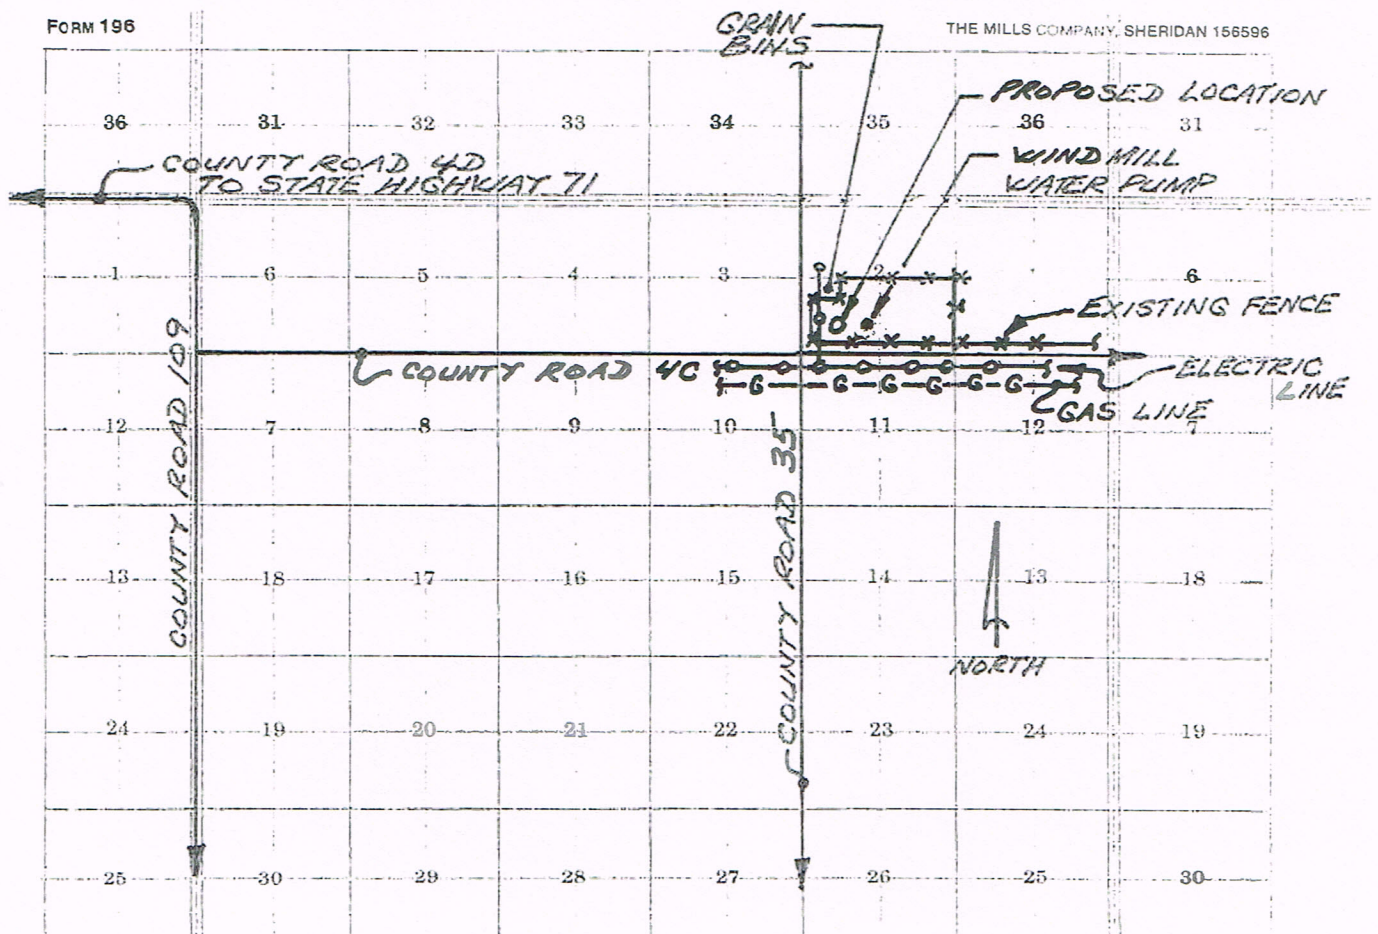 FORM 196
THE MILLS COMPANY, SHERIDAN 156596
GRAIN
BINS
PROPOSED LOCATION
36 31 32 33 34 35 36 31
WINDMILL
WATER PUMP
COUNTY ROAD 4D
TO STATE HIGHWAY 71
1 6 5 4 3 2 6
EXISTING FENCE
COUNTY ROAD 109
COUNTY ROAD 4C
ELECTRIC
LINE
G G G G G G
GAS LINE
12 7 8 9 10 11 12 7
COUNTY ROAD 35
13 18 17 16 15 14 13 18
NORTH
24 19 20 21 22 23 24 19
25 30 29 28 27 26 25 30